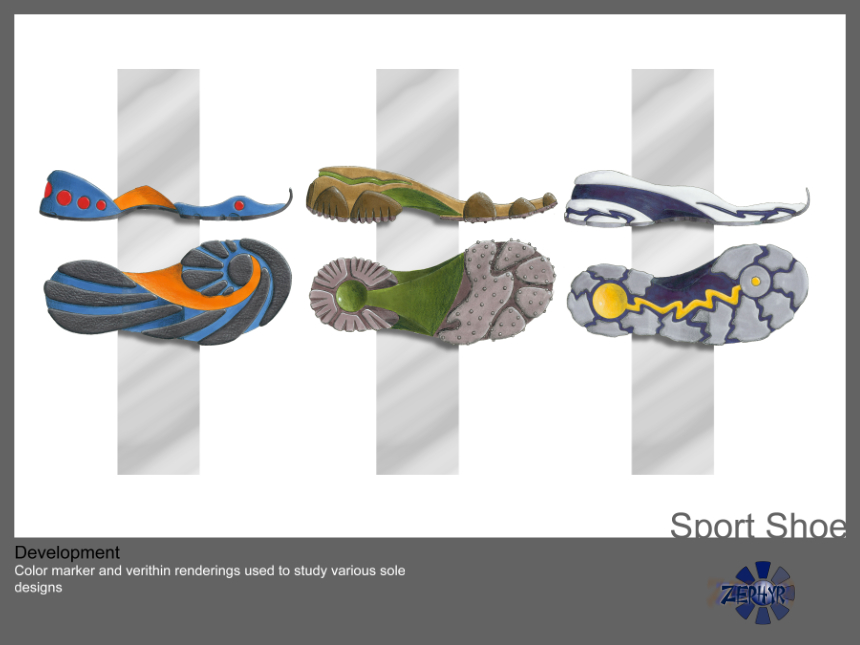 Sport Shoe
Development
Color marker and verithin renderings used to study various sole
designs
ZEPHYR